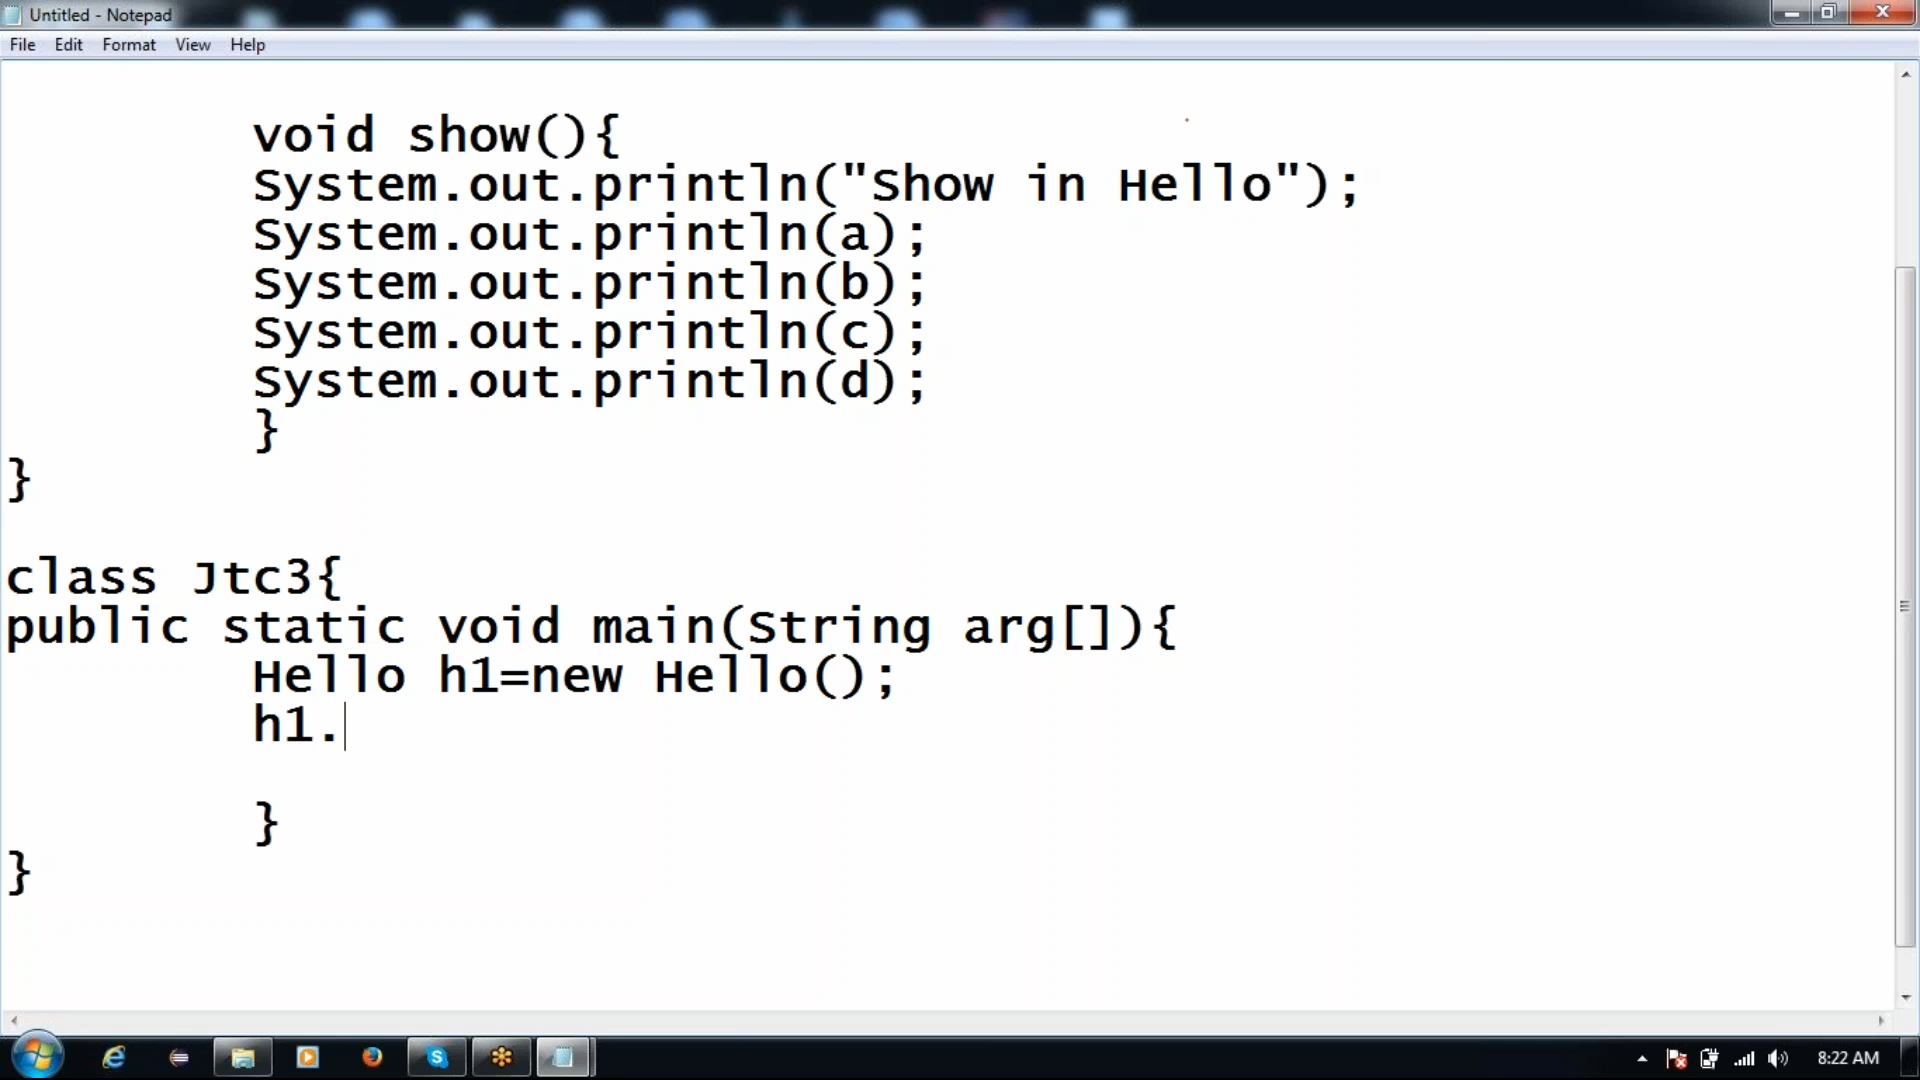 Untitled - Notepad
File Edit Format View Help
void show(){
System.out.println("Show in Hello");
System.out.println(a);
System.out.println(b);
System.out.println(c);
System.out.println(d);
}
}
class Jtc3{
public static void main(String arg[]){
Hello h1=new Hello();
h1.
}
}
8:22 AM